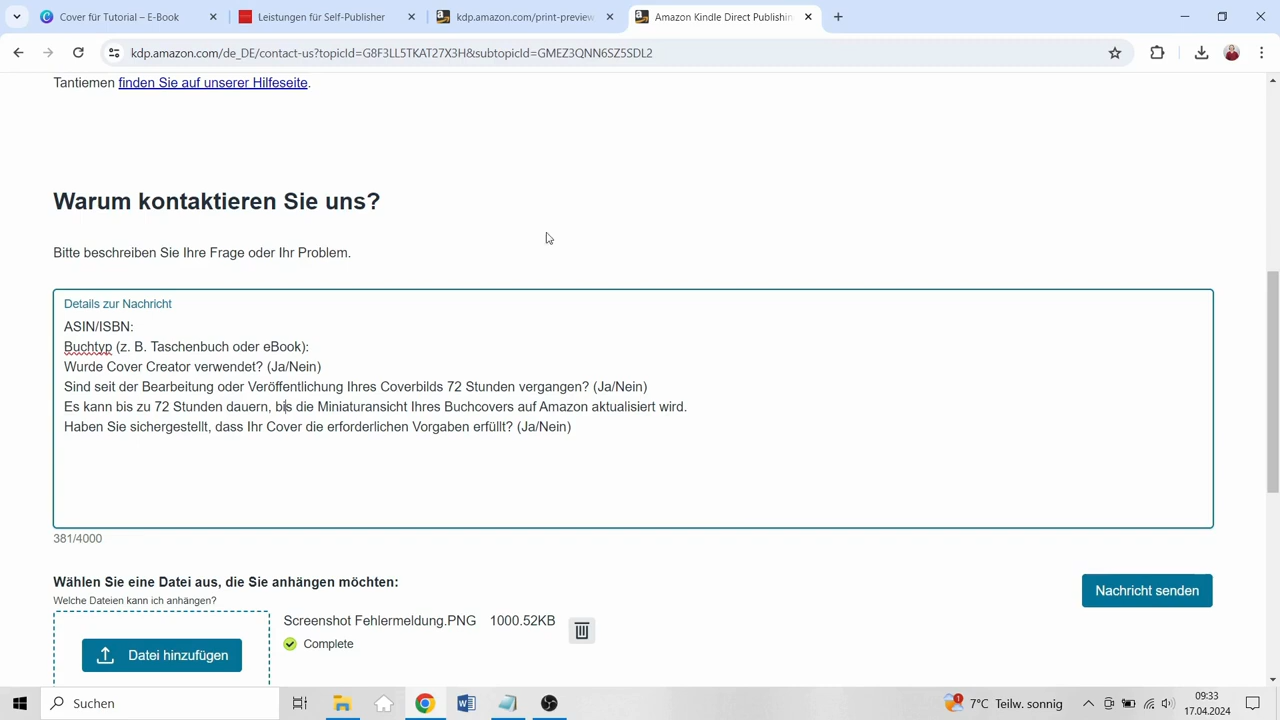 Cover für Tutorial – E-Book
Leistungen für Self-Publisher
kdp.amazon.com/print-preview
Amazon Kindle Direct Publishin
kdp.amazon.com/de_DE/contact-us?topicId=G8F3LL5TKAT27X3H&subtopicId=GMEZ3QNN6SZ5SDL2
Tantiemen finden Sie auf unserer Hilfeseite.
Warum kontaktieren Sie uns?
Bitte beschreiben Sie Ihre Frage oder Ihr Problem.
Details zur Nachricht
ASIN/ISBN:
Buchtyp (z. B. Taschenbuch oder eBook):
Wurde Cover Creator verwendet? (Ja/Nein)
Sind seit der Bearbeitung oder Veröffentlichung Ihres Coverbilds 72 Stunden vergangen? (Ja/Nein)
Es kann bis zu 72 Stunden dauern, bis die Miniaturansicht Ihres Buchcovers auf Amazon aktualisiert wird.
Haben Sie sichergestellt, dass Ihr Cover die erforderlichen Vorgaben erfüllt? (Ja/Nein)
381/4000
Wählen Sie eine Datei aus, die Sie anhängen möchten:
Welche Dateien kann ich anhängen?
Nachricht senden
Screenshot Fehlermeldung.PNG 1000.52KB
Complete
Datei hinzufügen
Suchen
1
7°C Teilw. sonnig
09:33
17.04.2024